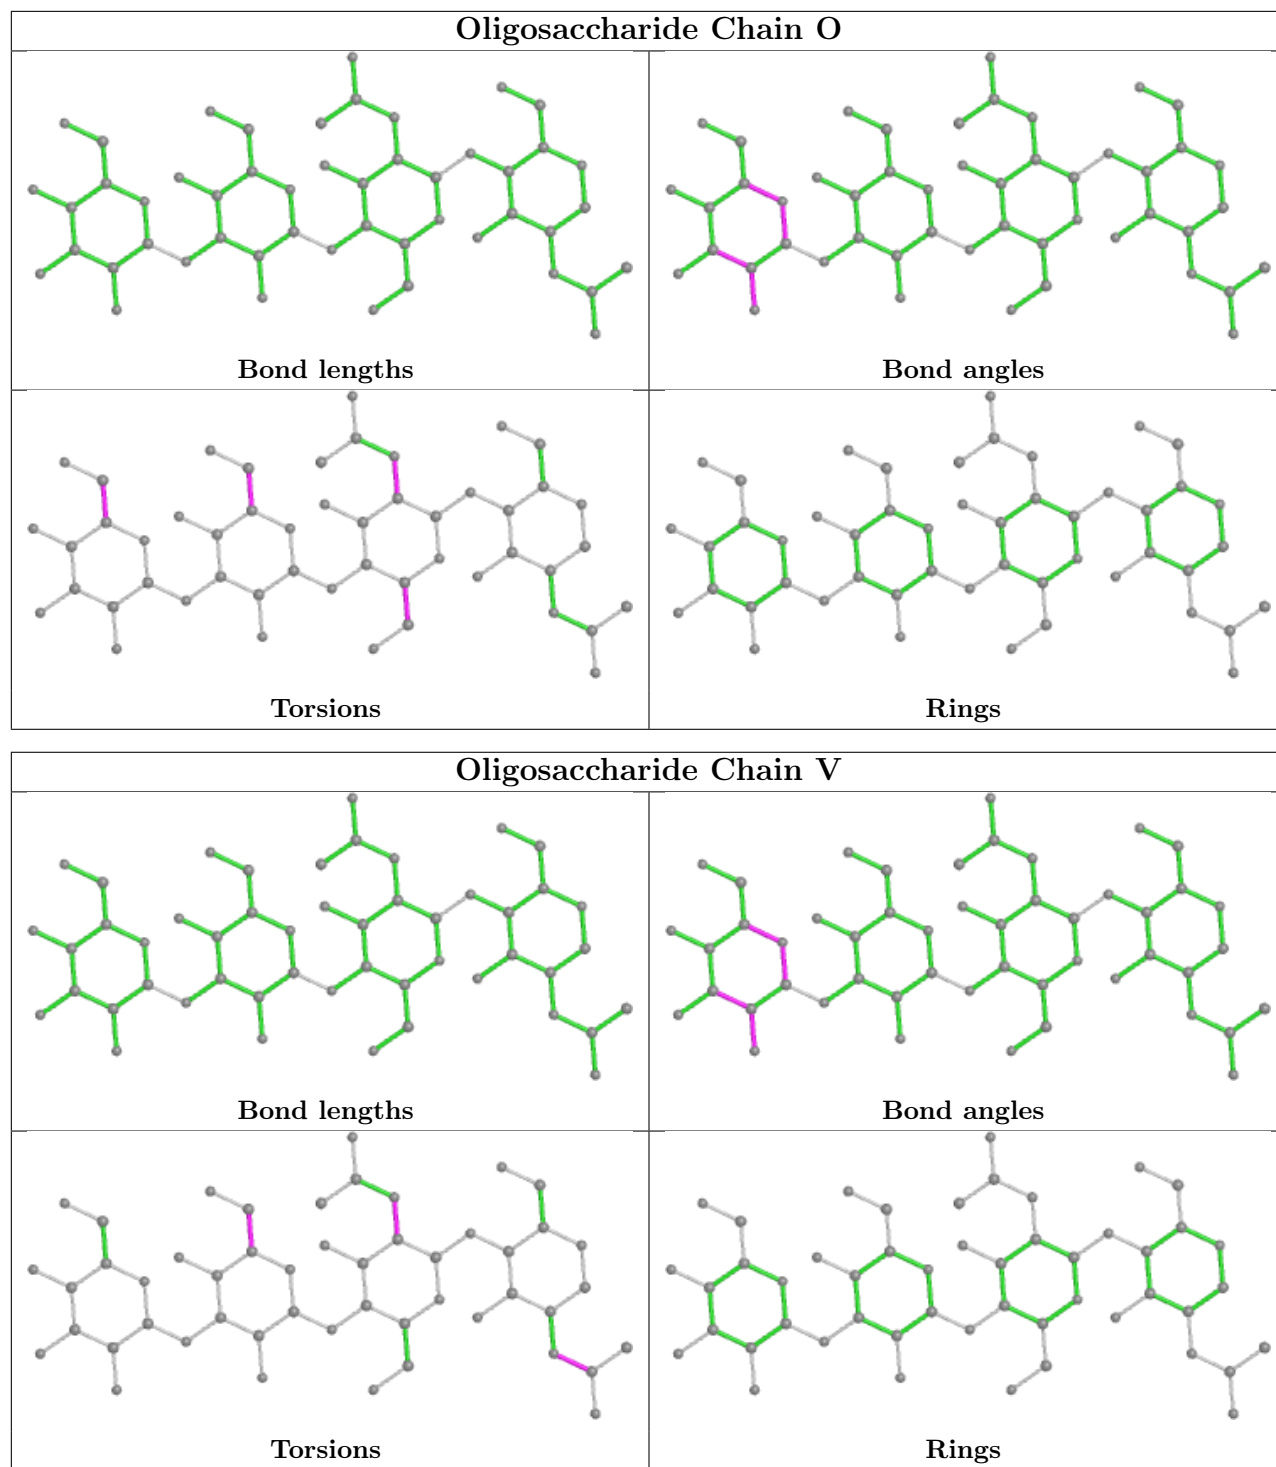 Oligosaccharide Chain O
Bond lengths
Bond angles
Torsions
Rings
Oligosaccharide Chain V
Bond lengths
Bond angles
Torsions
Rings